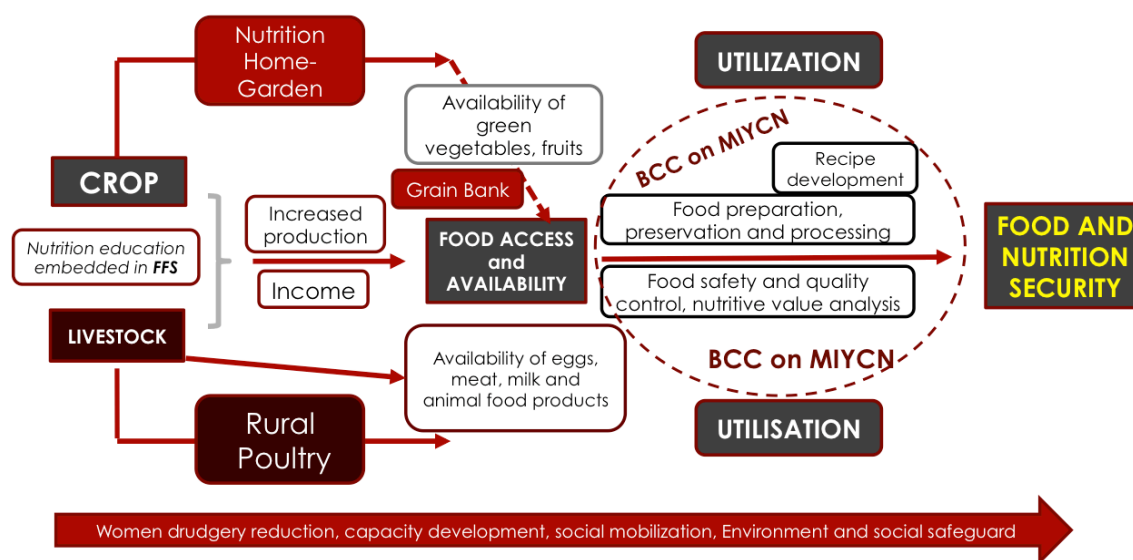 Nutrition
Home-
Garden
UTILIZATION
Availability of
green
vegetables, fruits
BCC on MIYCN
Recipe
development
CROP
Grain Bank
Increased
production
Food preparation,
preservation and processing
FOOD ACCESS
and
AVAILABILITY
FOOD AND
NUTRITION
SECURITY
Nutrition education
embedded in FFS
Income
Food safety and quality
control, nutritive value analysis
LIVESTOCK
Availability of eggs,
meat, milk and
animal food products
BCC on MIYCN
Rural
Poultry
UTILISATION
Women drudgery reduction, capacity development, social mobilization, Environment and social safeguard